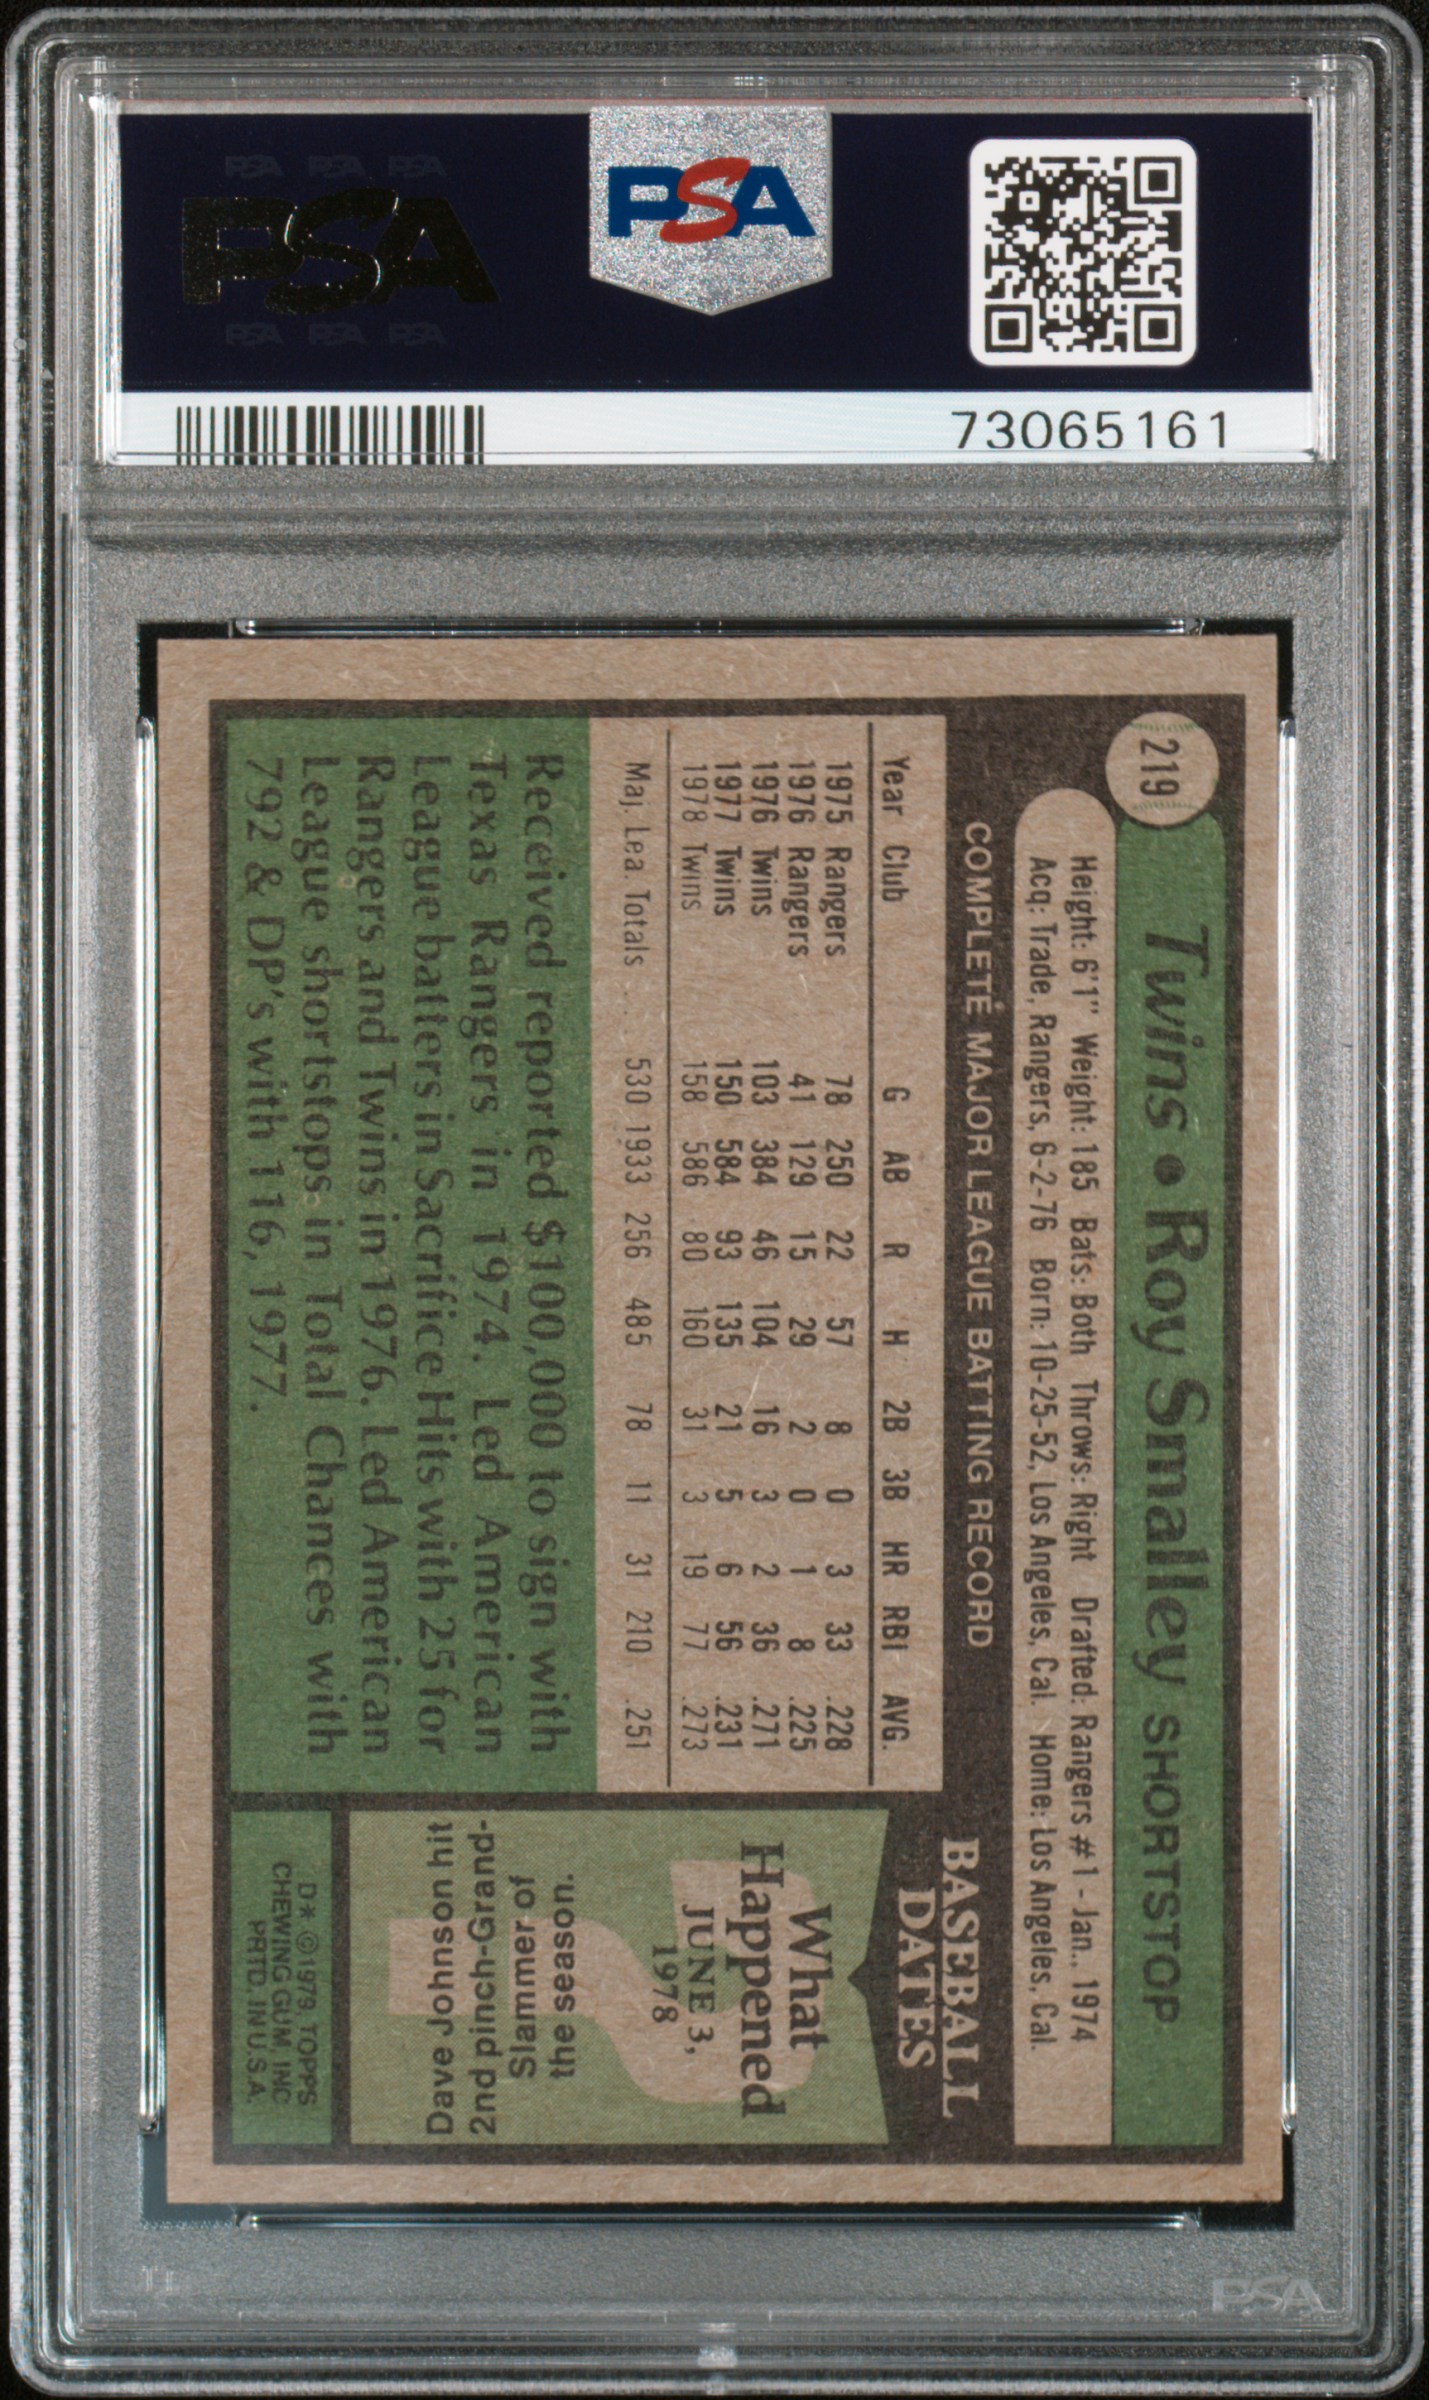 PSA PSA PSA
PSA
PSA PSA PSA
PSA
73065161
219
Twins • Roy Smalley SHORTSTOP
Height: 6'1" Weight: 185 Bats: Both Throws: Right Drafted: Rangers #1 - Jan., 1974
Acq: Trade, Rangers, 6-2-76 Born: 10-25-52, Los Angeles, Cal. Home: Los Angeles, Cal.
COMPLETE MAJOR LEAGUE BATTING RECORD
Year Club G AB R H 2B 3B HR RBI AVG.
1975 Rangers 78 250 22 57 8 0 3 33 .228
1976 Rangers 41 129 15 29 2 0 1 8 .225
1976 Twins 103 384 46 104 16 3 2 36 .271
1977 Twins 150 584 93 135 21 5 6 56 .231
1978 Twins 158 586 80 160 31 3 19 77 .273
Maj. Lea. Totals 530 1933 256 485 78 11 31 210 .251
Received reported $100,000 to sign with
Texas Rangers in 1974. Led American
League batters in Sacrifice Hits with 25 for
Rangers and Twins in 1976. Led American
League shortstops in Total Chances with
792 & DP's with 116, 1977.
BASEBALL
DATES
What
Happened
JUNE 3,
1978
Dave Johnson hit
2nd pinch-Grand-
Slammer of
the season.
D* © 1979 TOPPS
CHEWING GUM, INC.
PRTD. IN U.S.A.
PSA